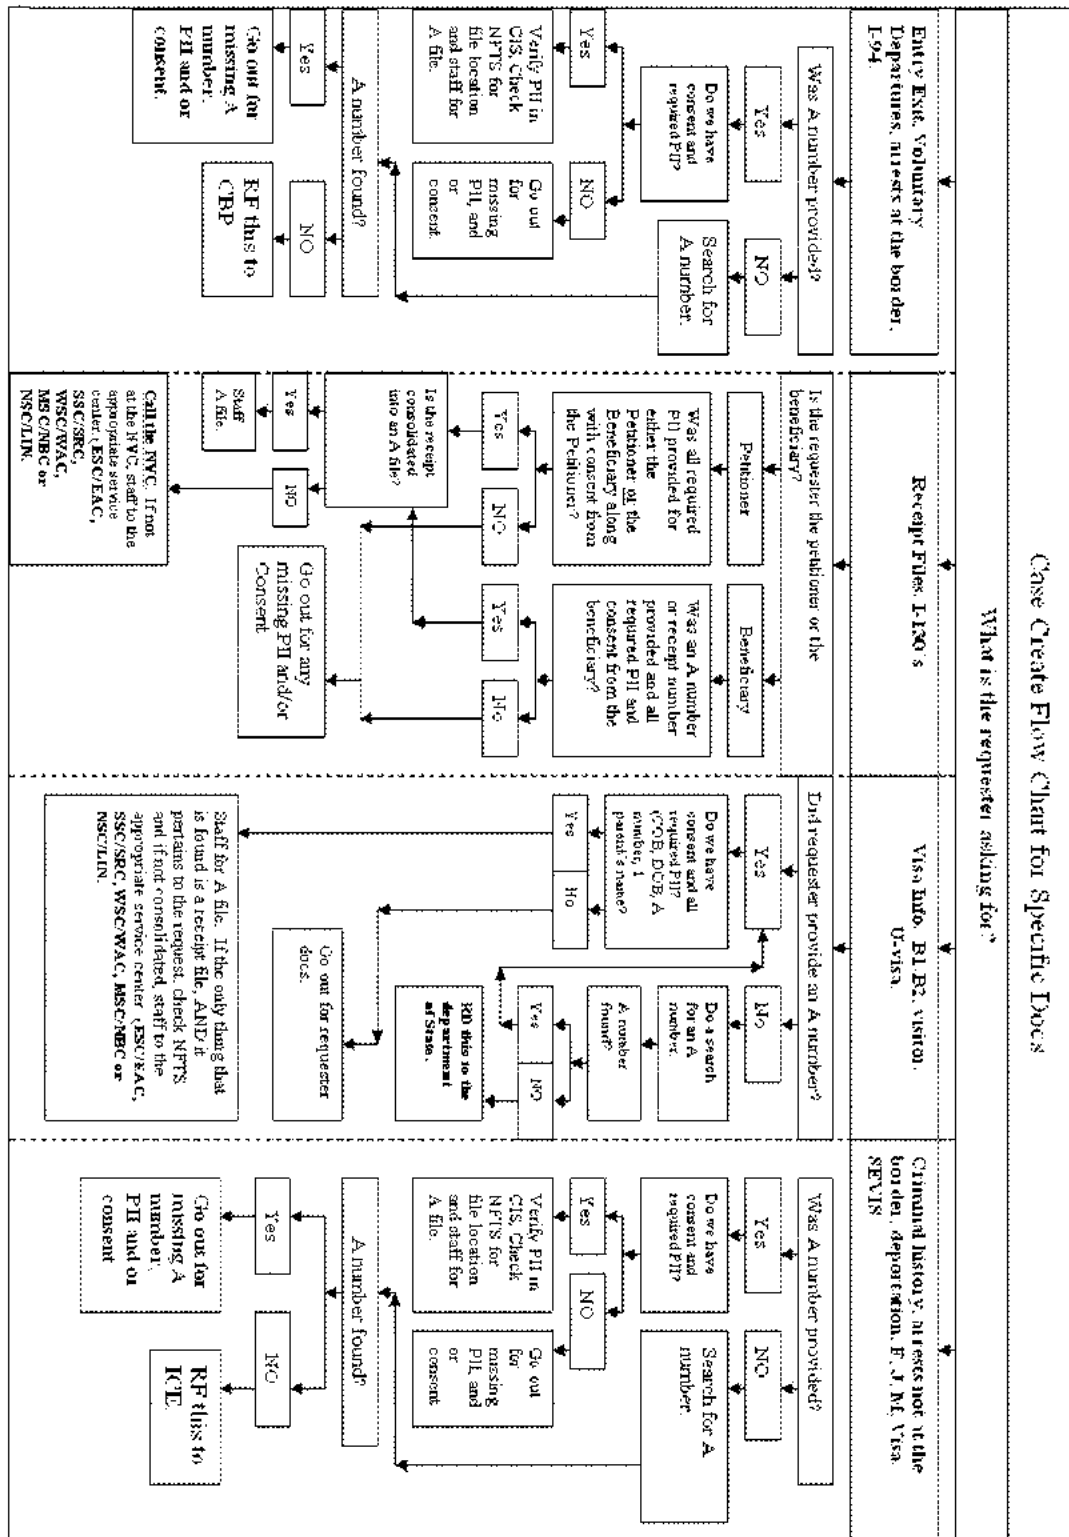 Case Create Flow Chart for Specific Docs
What is the requester asking for?
Entry Exit, Voluntary
Departures, arrests at the border,
I-94.
Was A number provided?
Yes
NO
Do we have
consent and
required PII?
Search for
A number.
Yes
NO
Verify PII in
CIS, Check
NFTS for
file location
and staff for
A file.
Go out
for
missing
PII, and
or
consent.
A number found?
Yes
NO
Go out for
missing A
number,
PII and or
consent.
RF this to
CBP
Receipt Files, I-130's
Is the requester the petitioner or the
beneficiary?
Petitioner
Beneficiary
Was all required
PII provided for
either the
Petitioner or the
Beneficiary along
with consent from
the Petitioner?
Was an A number
or receipt number
provided and all
required PII and
consent from the
beneficiary?
Yes
NO
Yes
No
Is the receipt
consolidated
into an A file?
Go out for any
missing PII and/or
Consent
Yes
NO
Staff
A file.
Call the NVC. If not
at the NVC, staff to the
appropriate service
center (ESC/EAC,
SSC/SRC,
WSC/WAC,
MSC/NBC or
NSC/LIN.
Visa Info, B1,B2, visitor,
U-visa.
Did requester provide an A number?
Yes
No
Do we have
consent and all
required PII?
(COB, DOB, A
number, 1
parent's name?
Do a search
for an A
number.
Yes
No
A number
found?
Yes
NO
RD this to the
department
of State.
Go out for requester
docs.
Staff for A file. If the only thing that
is found is a receipt file, AND it
pertains to the request, check NFTS
and if not consolidated, staff to the
appropriate service center (ESC/EAC,
SSC/SRC, WSC/WAC, MSC/NBC or
NSC/LIN.
Criminal history, arrests not at the
border, deportation, F, J, M, Visa,
SEVIS
Was A number provided?
Yes
NO
Do we have
consent and
required PII?
Search for A
number.
Yes
NO
Verify PII in
CIS, Check
NFTS for
file location
and staff for
A file.
Go out
for
missing
PII, and
or
consent
A number found?
Yes
NO
Go out for
missing A
number,
PII and or
consent
RF this to
ICE.